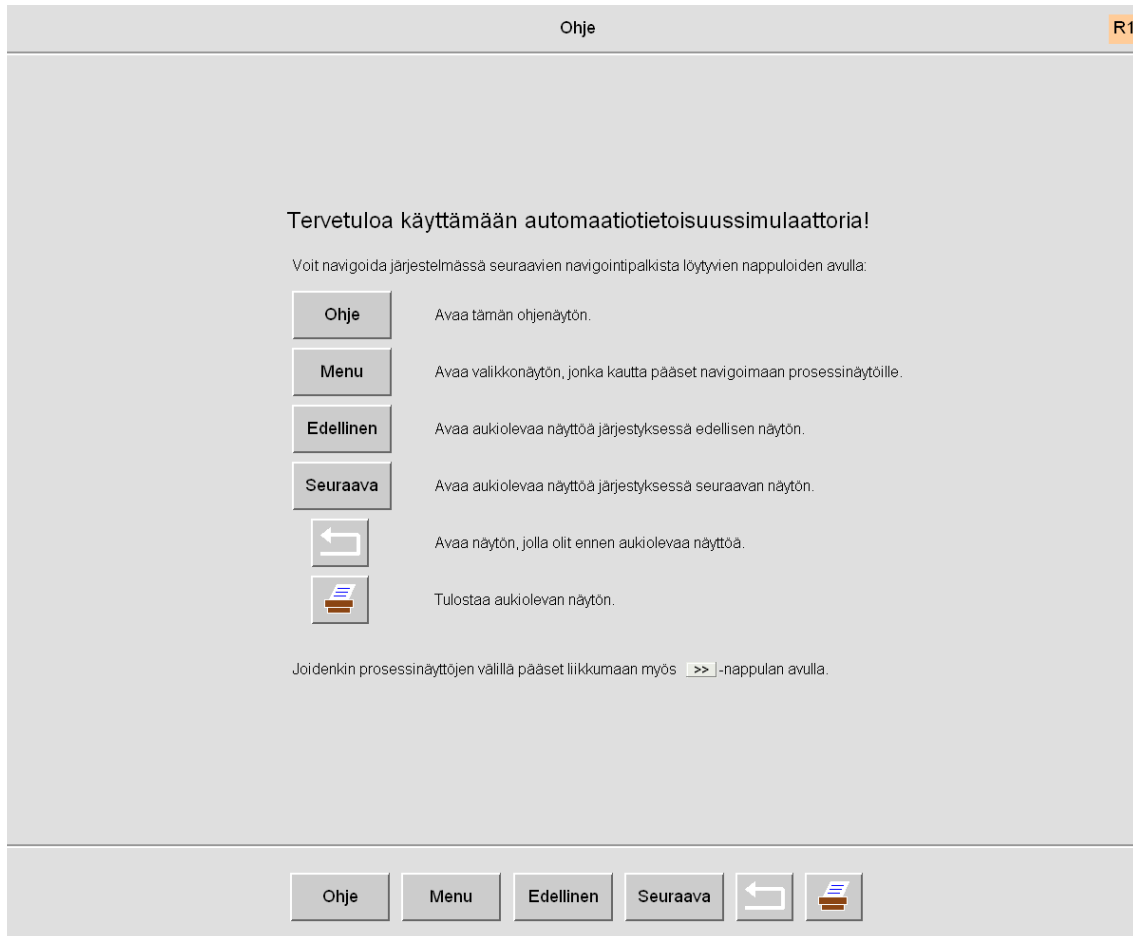 Ohje
R1
Tervetuloa käyttämään automaatiotietoisuussimulaattoria!
Voit navigoida järjestelmässä seuraavien navigointipalkista löytyvien nappuloiden avulla:
Ohje Avaa tämän ohjenäytön.
Menu Avaa valikkonäytön, jonka kautta pääset navigoimaan prosessinäytöille.
Edellinen Avaa aukiolevaa näyttöä järjestyksessä edellisen näytön.
Seuraava Avaa aukiolevaa näyttöä järjestyksessä seuraavan näytön.
Avaa näytön, jolla olit ennen aukiolevaa näyttöä.
Tulostaa aukiolevan näytön.
Joidenkin prosessinäyttöjen välillä pääset liikkumaan myös >> -nappulan avulla.
Ohje Menu Edellinen Seuraava